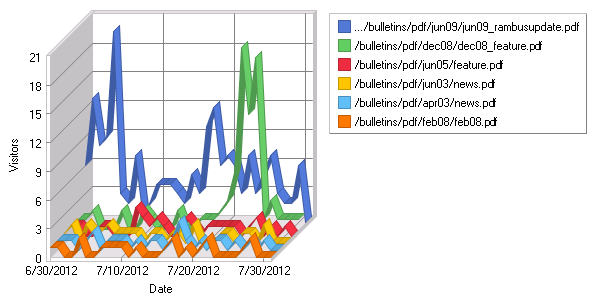 .../bulletins/pdf/jun09/jun09_rambusupdate.pdf
/bulletins/pdf/dec08/dec08_feature.pdf
/bulletins/pdf/jun05/feature.pdf
/bulletins/pdf/jun03/news.pdf
/bulletins/pdf/apr03/news.pdf
/bulletins/pdf/feb08/feb08.pdf
Visitors
21
18
15
12
9
6
3
0
6/30/2012 7/10/2012 7/20/2012 7/30/2012
Date